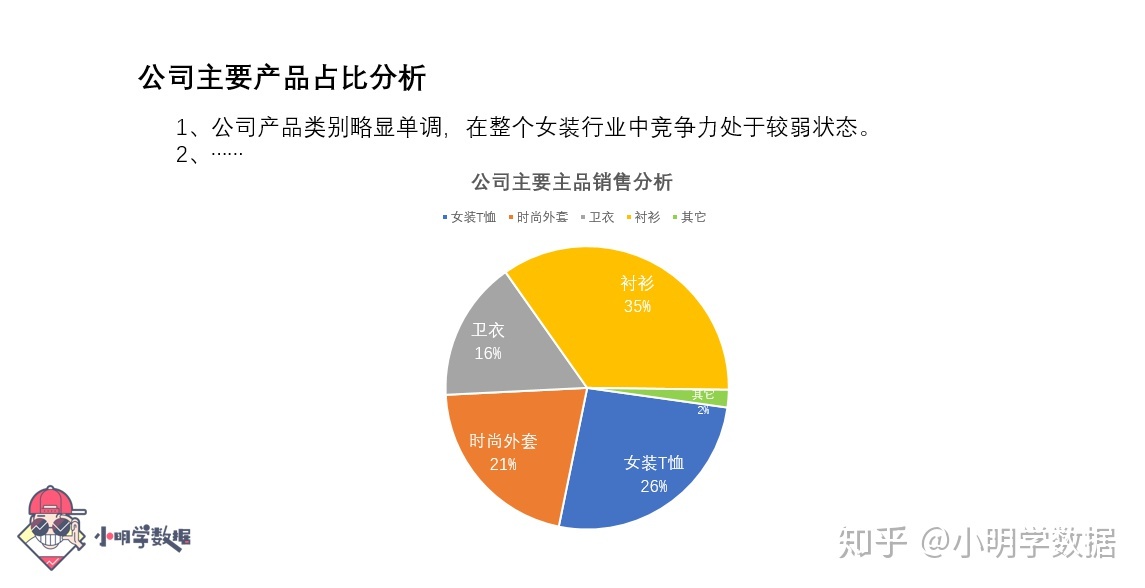 公司主要产品占比分析
1、公司产品类别略显单调，在整个女装行业中竞争力处于较弱状态。
2、……
公司主要主品销售分析
女装T恤 时尚外套 卫衣 衬衫 其它
衬衫
35%
卫衣
16%
其它
2%
时尚外套
21%
女装T恤
26%
小明学数据
知乎 @小明学数据